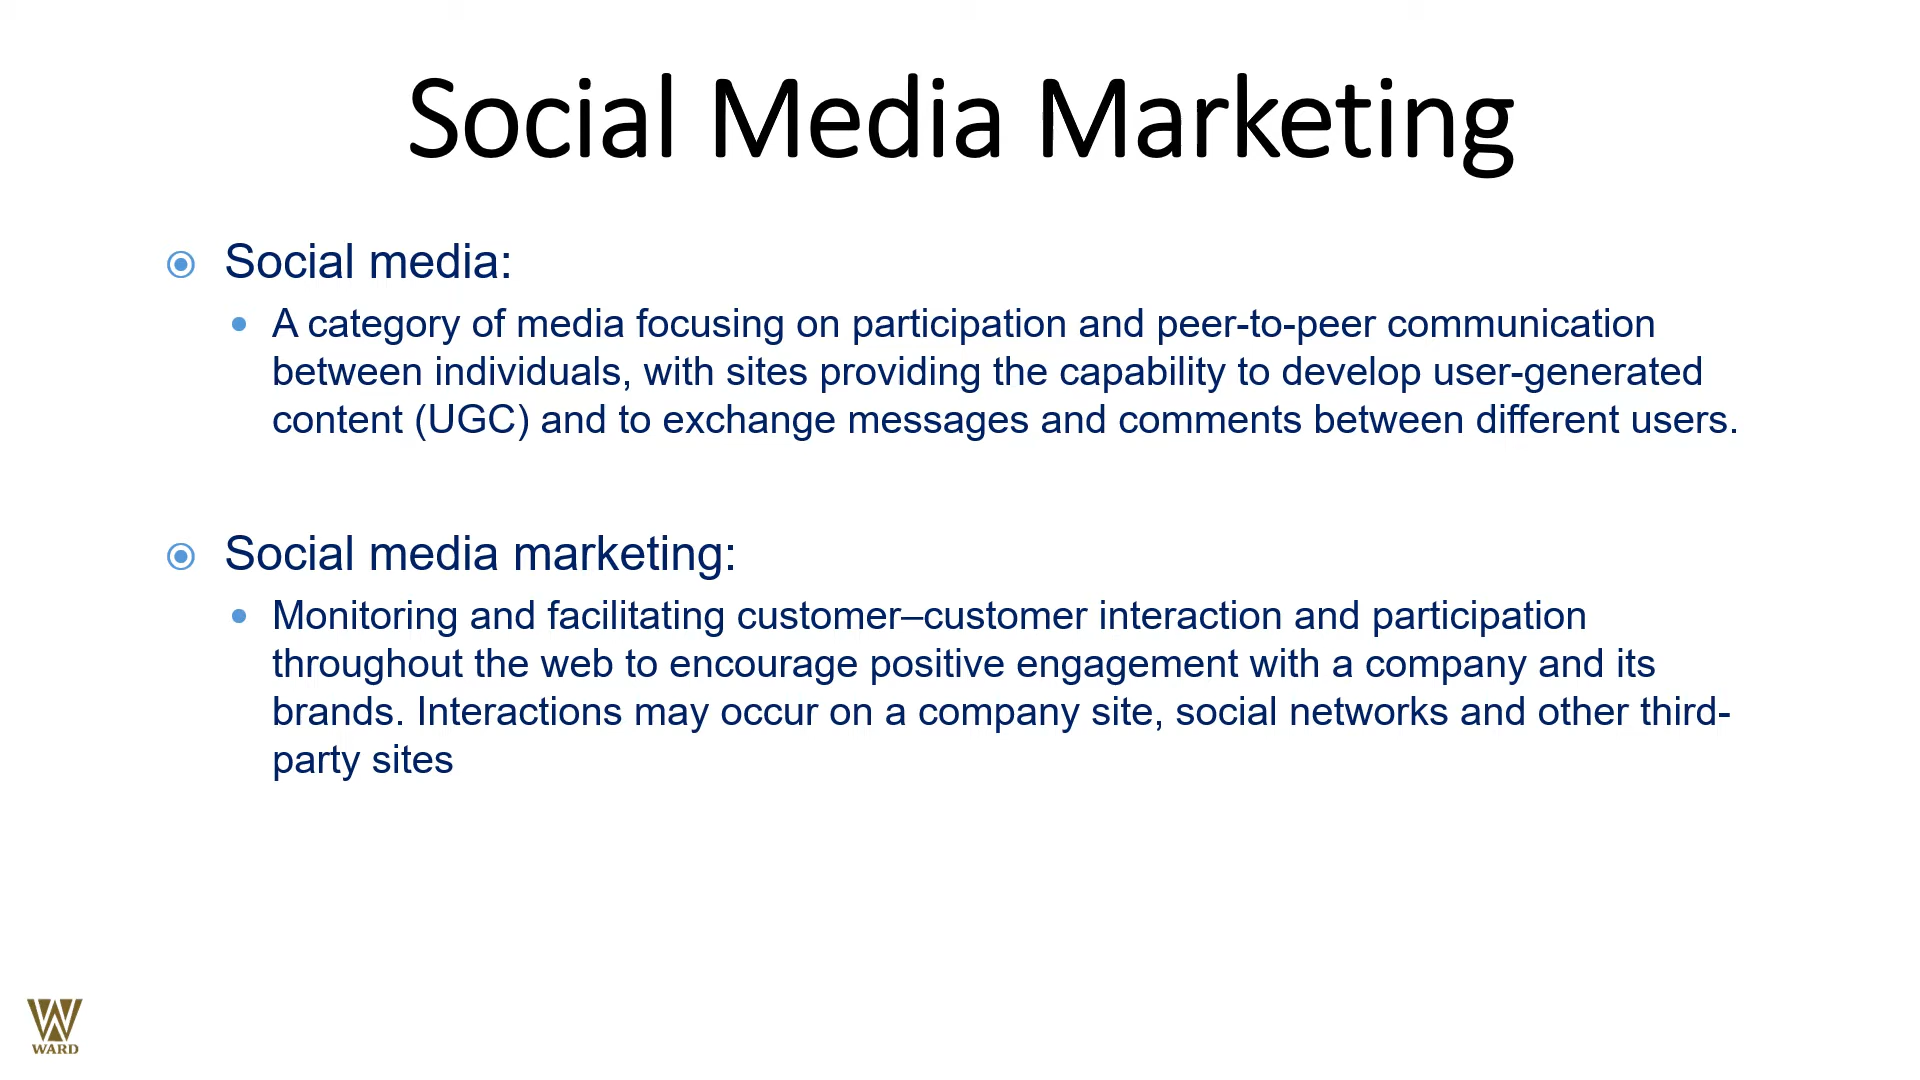 Social Media Marketing
Social media:
A category of media focusing on participation and peer-to-peer communication
between individuals, with sites providing the capability to develop user-generated
content (UGC) and to exchange messages and comments between different users.
Social media marketing:
Monitoring and facilitating customer–customer interaction and participation
throughout the web to encourage positive engagement with a company and its
brands. Interactions may occur on a company site, social networks and other third-
party sites
WARD